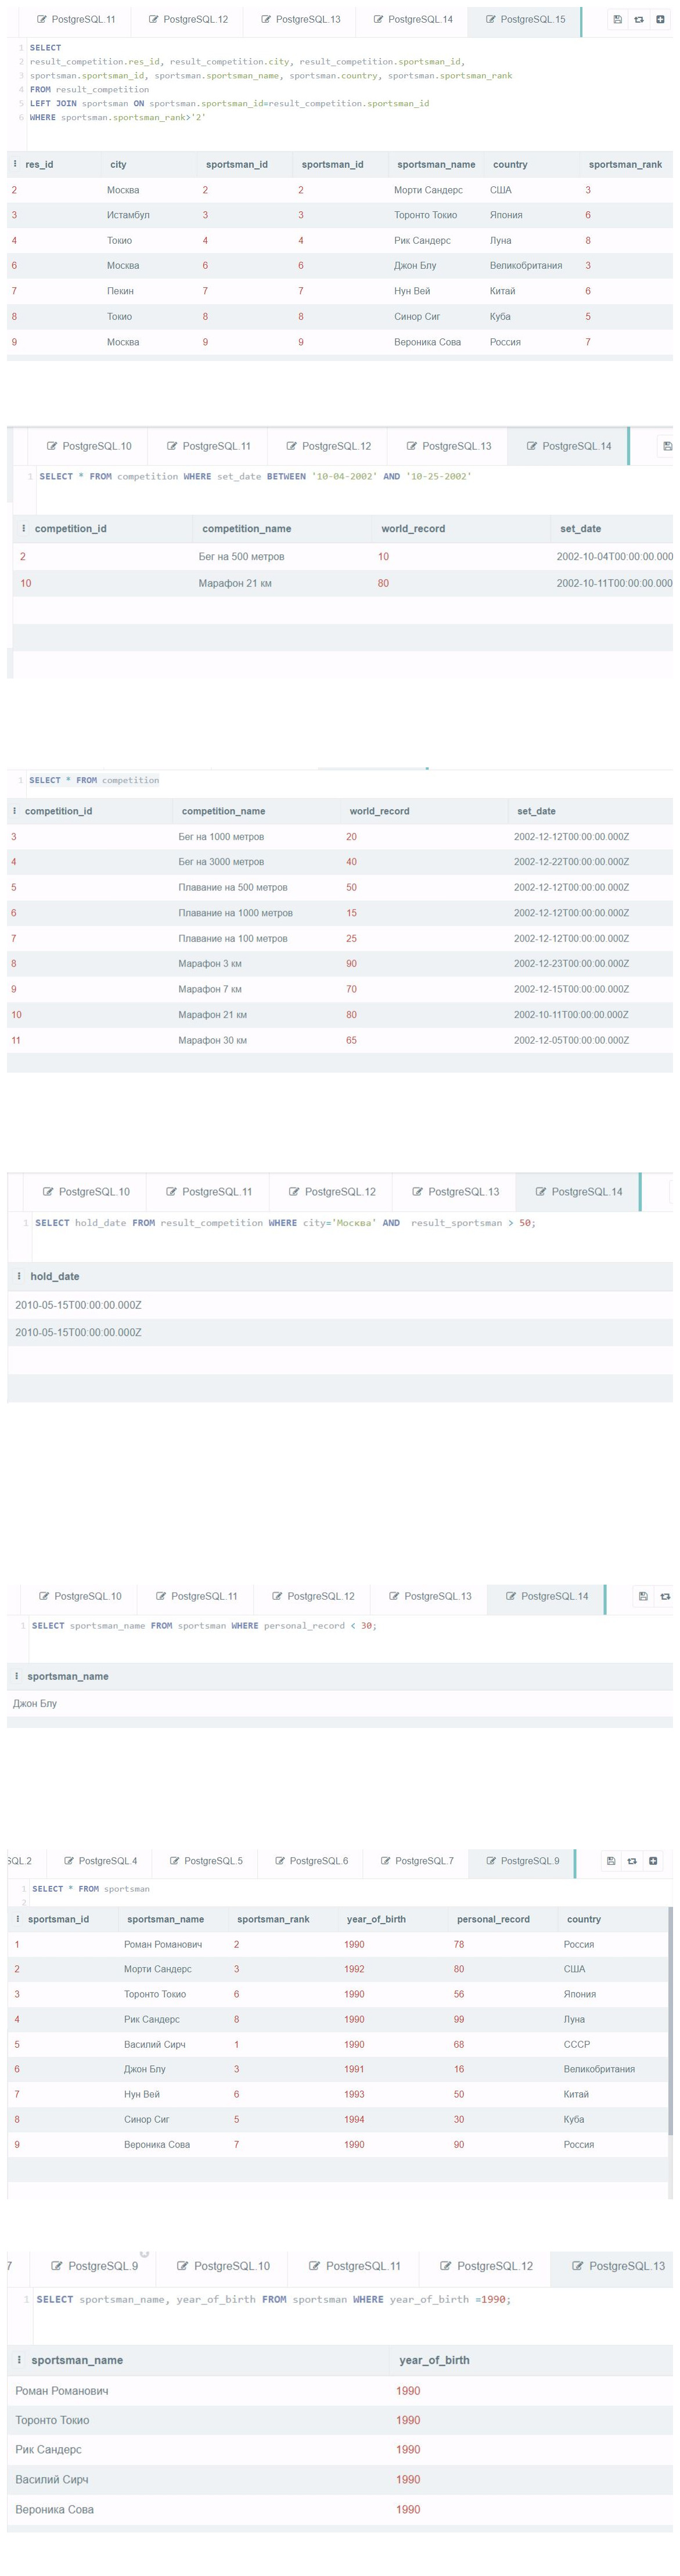 PostgreSQL.11 PostgreSQL.12 PostgreSQL.13 PostgreSQL.14 PostgreSQL.15
1 SELECT
2 result_competition.res_id, result_competition.city, result_competition.sportsman_id,
3 sportsman.sportsman_id, sportsman.sportsman_name, sportsman.country, sportsman.sportsman_rank
4 FROM result_competition
5 LEFT JOIN sportsman ON sportsman.sportsman_id=result_competition.sportsman_id
6 WHERE sportsman.sportsman_rank>'2'
res_id city sportsman_id sportsman_id sportsman_name country sportsman_rank
2 Москва 2 2 Морти Сандерс США 3
3 Истамбул 3 3 Торонто Токио Япония 6
4 Токио 4 4 Рик Сандерс Луна 8
6 Москва 6 6 Джон Блу Великобритания 3
7 Пекин 7 7 Нун Вей Китай 6
8 Токио 8 8 Синор Сиг Куба 5
9 Москва 9 9 Вероника Сова Россия 7
PostgreSQL.10 PostgreSQL.11 PostgreSQL.12 PostgreSQL.13 PostgreSQL.14
1 SELECT * FROM competition WHERE set_date BETWEEN '10-04-2002' AND '10-25-2002'
competition_id competition_name world_record set_date
2 Бег на 500 метров 10 2002-10-04T00:00:00.000
10 Марафон 21 км 80 2002-10-11T00:00:00.000
1 SELECT * FROM competition
competition_id competition_name world_record set_date
3 Бег на 1000 метров 20 2002-12-12T00:00:00.000Z
4 Бег на 3000 метров 40 2002-12-22T00:00:00.000Z
5 Плавание на 500 метров 50 2002-12-12T00:00:00.000Z
6 Плавание на 1000 метров 15 2002-12-12T00:00:00.000Z
7 Плавание на 100 метров 25 2002-12-12T00:00:00.000Z
8 Марафон 3 км 90 2002-12-23T00:00:00.000Z
9 Марафон 7 км 70 2002-12-15T00:00:00.000Z
10 Марафон 21 км 80 2002-10-11T00:00:00.000Z
11 Марафон 30 км 65 2002-12-05T00:00:00.000Z
PostgreSQL.10 PostgreSQL.11 PostgreSQL.12 PostgreSQL.13 PostgreSQL.14
1 SELECT hold_date FROM result_competition WHERE city='Москва' AND result_sportsman > 50;
hold_date
2010-05-15T00:00:00.000Z
2010-05-15T00:00:00.000Z
PostgreSQL.10 PostgreSQL.11 PostgreSQL.12 PostgreSQL.13 PostgreSQL.14
1 SELECT sportsman_name FROM sportsman WHERE personal_record < 30;
sportsman_name
Джон Блу
SQL.2 PostgreSQL.4 PostgreSQL.5 PostgreSQL.6 PostgreSQL.7 PostgreSQL.9
1 SELECT * FROM sportsman
2
sportsman_id sportsman_name sportsman_rank year_of_birth personal_record country
1 Роман Романович 2 1990 78 Россия
2 Морти Сандерс 3 1992 80 США
3 Торонто Токио 6 1990 56 Япония
4 Рик Сандерс 8 1990 99 Луна
5 Василий Сирч 1 1990 68 СССР
6 Джон Блу 3 1991 16 Великобритания
7 Нун Вей 6 1993 50 Китай
8 Синор Сиг 5 1994 30 Куба
9 Вероника Сова 7 1990 90 Россия
7 PostgreSQL.9 PostgreSQL.10 PostgreSQL.11 PostgreSQL.12 PostgreSQL.13
1 SELECT sportsman_name, year_of_birth FROM sportsman WHERE year_of_birth =1990;
sportsman_name year_of_birth
Роман Романович 1990
Торонто Токио 1990
Рик Сандерс 1990
Василий Сирч 1990
Вероника Сова 1990